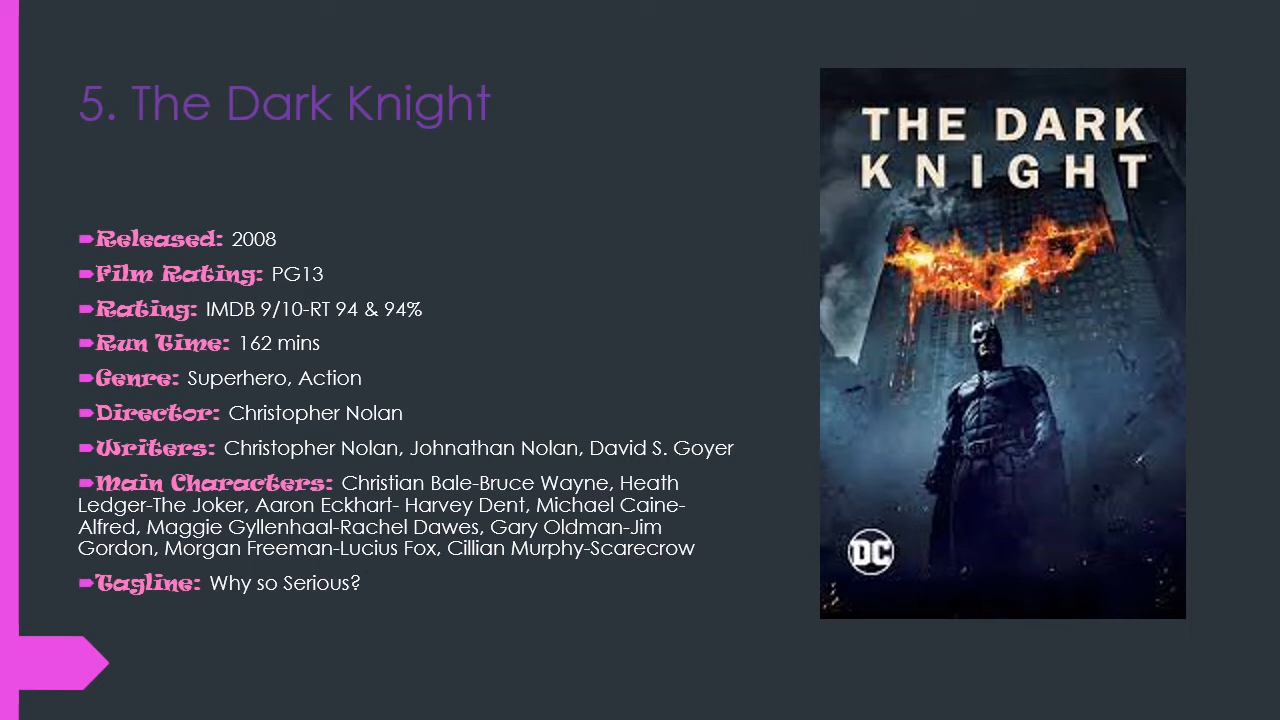 5. The Dark Knight
Released: 2008
Film Rating: PG13
Rating: IMDB 9/10-RT 94 & 94%
Run Time: 162 mins
Genre: Superhero, Action
Director: Christopher Nolan
Writers: Christopher Nolan, Johnathan Nolan, David S. Goyer
Main Characters: Christian Bale-Bruce Wayne, Heath
Ledger-The Joker, Aaron Eckhart- Harvey Dent, Michael Caine-
Alfred, Maggie Gyllenhaal-Rachel Dawes, Gary Oldman-Jim
Gordon, Morgan Freeman-Lucius Fox, Cillian Murphy-Scarecrow
Tagline: Why so Serious?
THE DARK
KNIGHT
DC